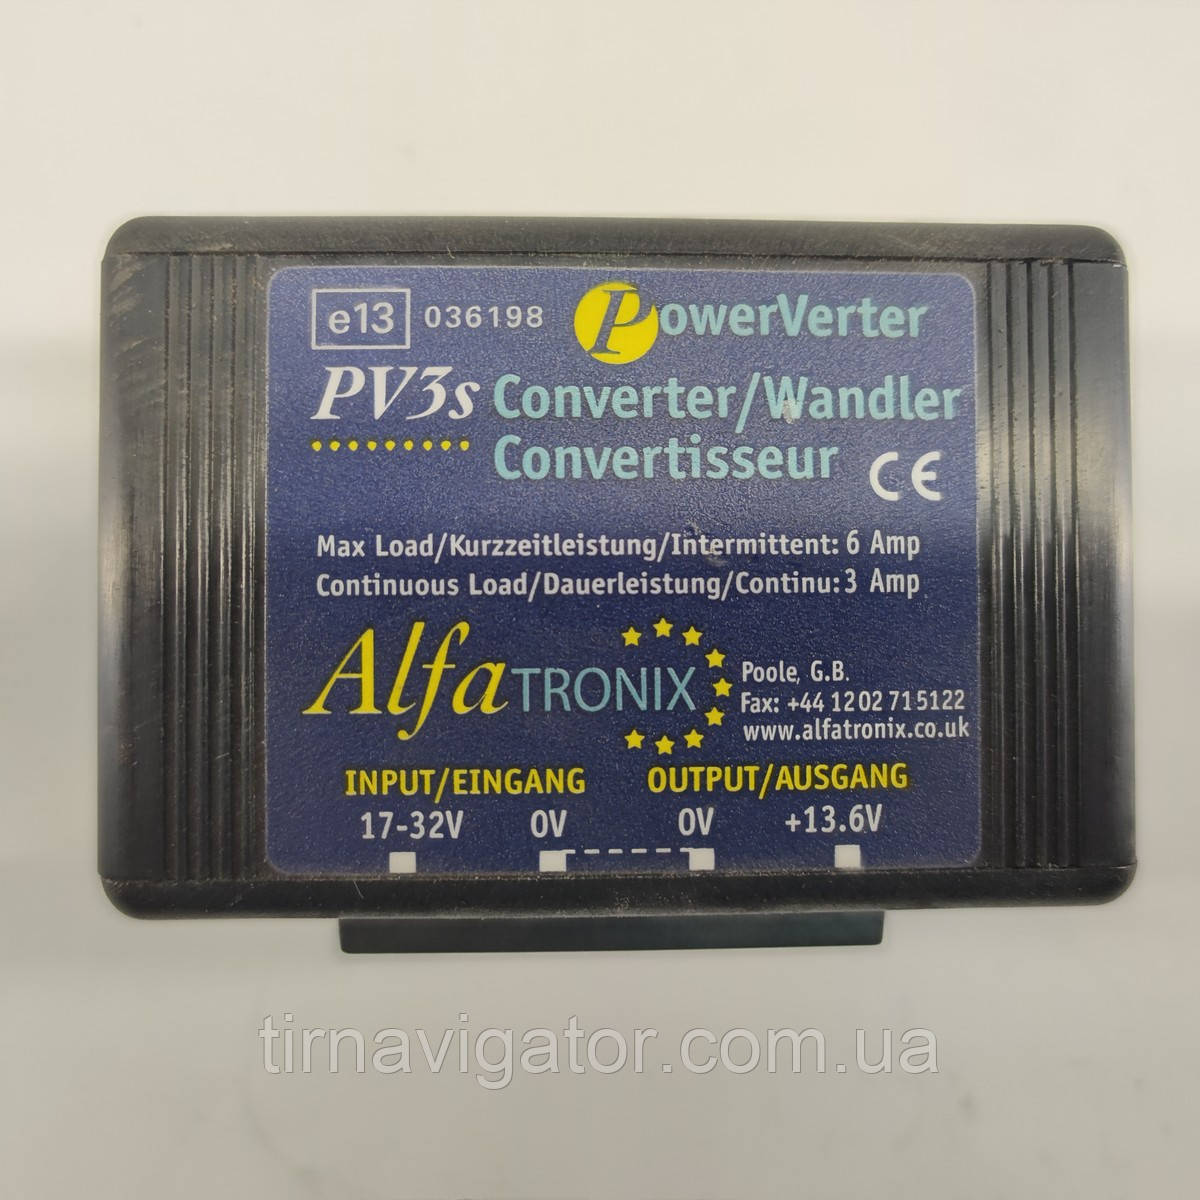 e13 036198 PowerVerter
PV3s Converter/Wandler
Convertisseur CE
Max Load/Kurzzeitleistung/Intermittent: 6 Amp
Continuous Load/Dauerleistung/Continu: 3 Amp
AlfaTRONIX
Poole, G.B.
Fax: +44 1202 715122
www.alfatronix.co.uk
INPUT/EINGANG OUTPUT/AUSGANG
17-32V 0V 0V +13.6V
tirnavigator.com.ua